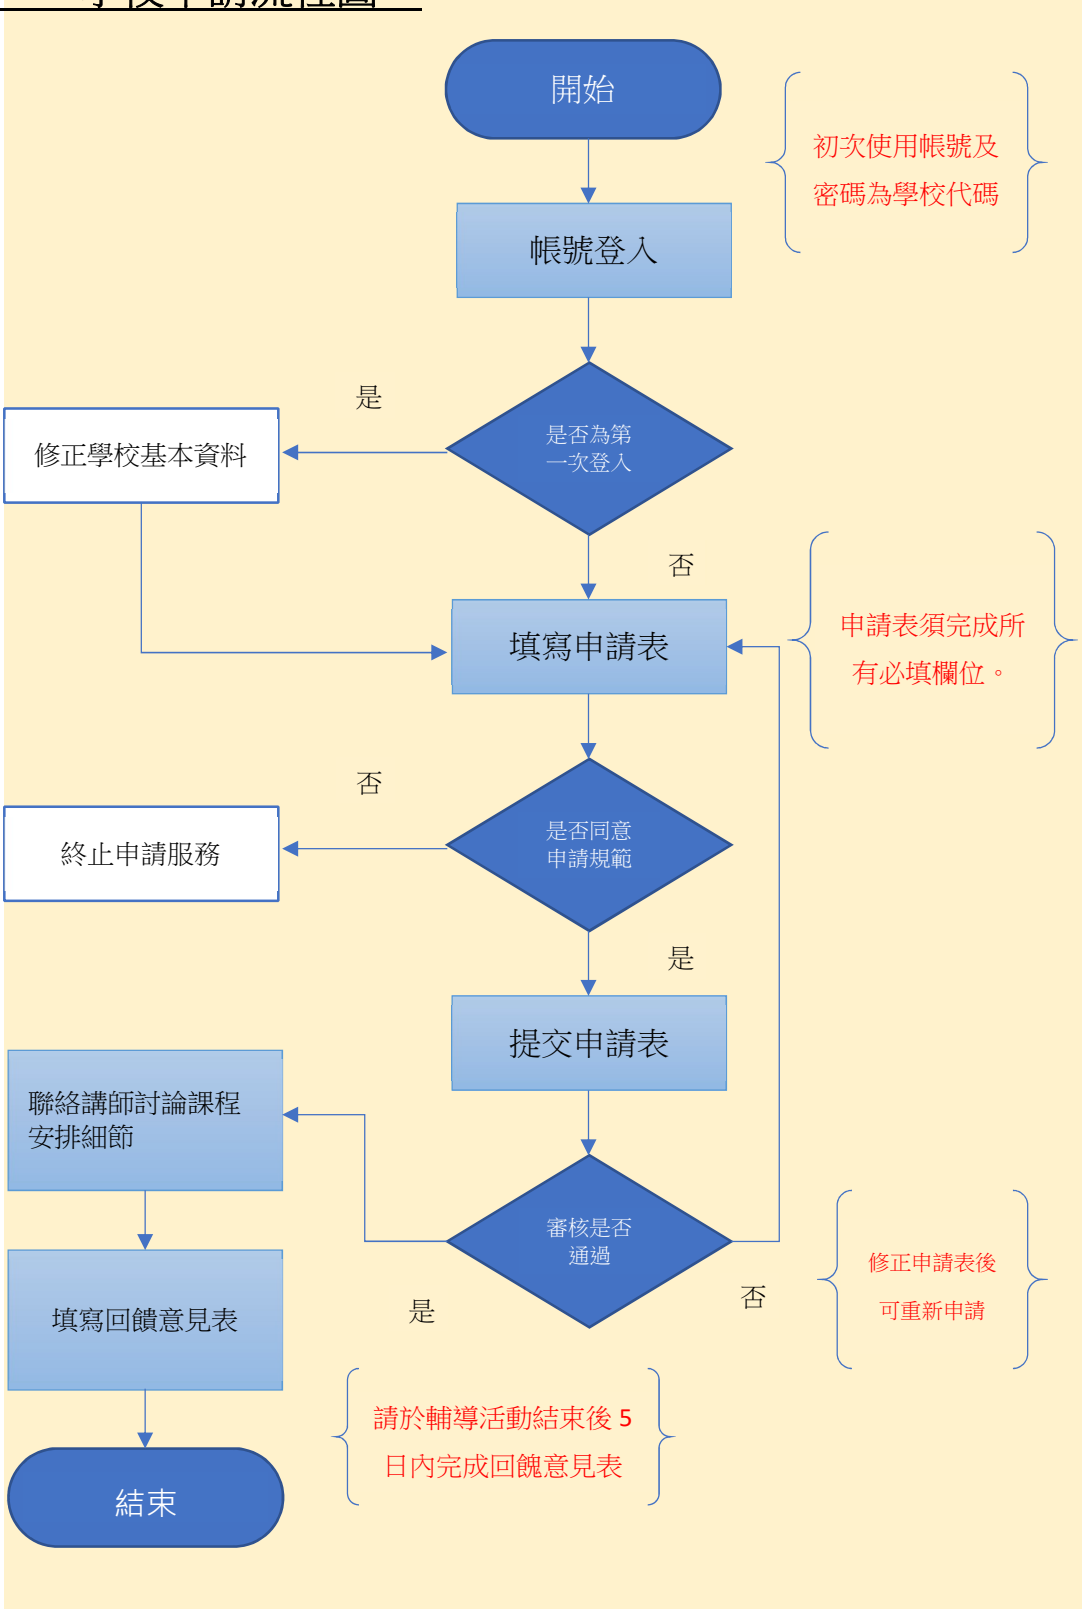 開始
初次使用帳號及
密碼為學校代碼
帳號登入
是
是否為第
一次登入
修正學校基本資料
否
填寫申請表
申請表須完成所
有必填欄位。
否
是否同意
申請規範
終止申請服務
是
提交申請表
聯絡講師討論課程
安排細節
審核是否
通過
是
否
修正申請表後
可重新申請
填寫回饋意見表
請於輔導活動結束後 5
日內完成回餽意見表
結束